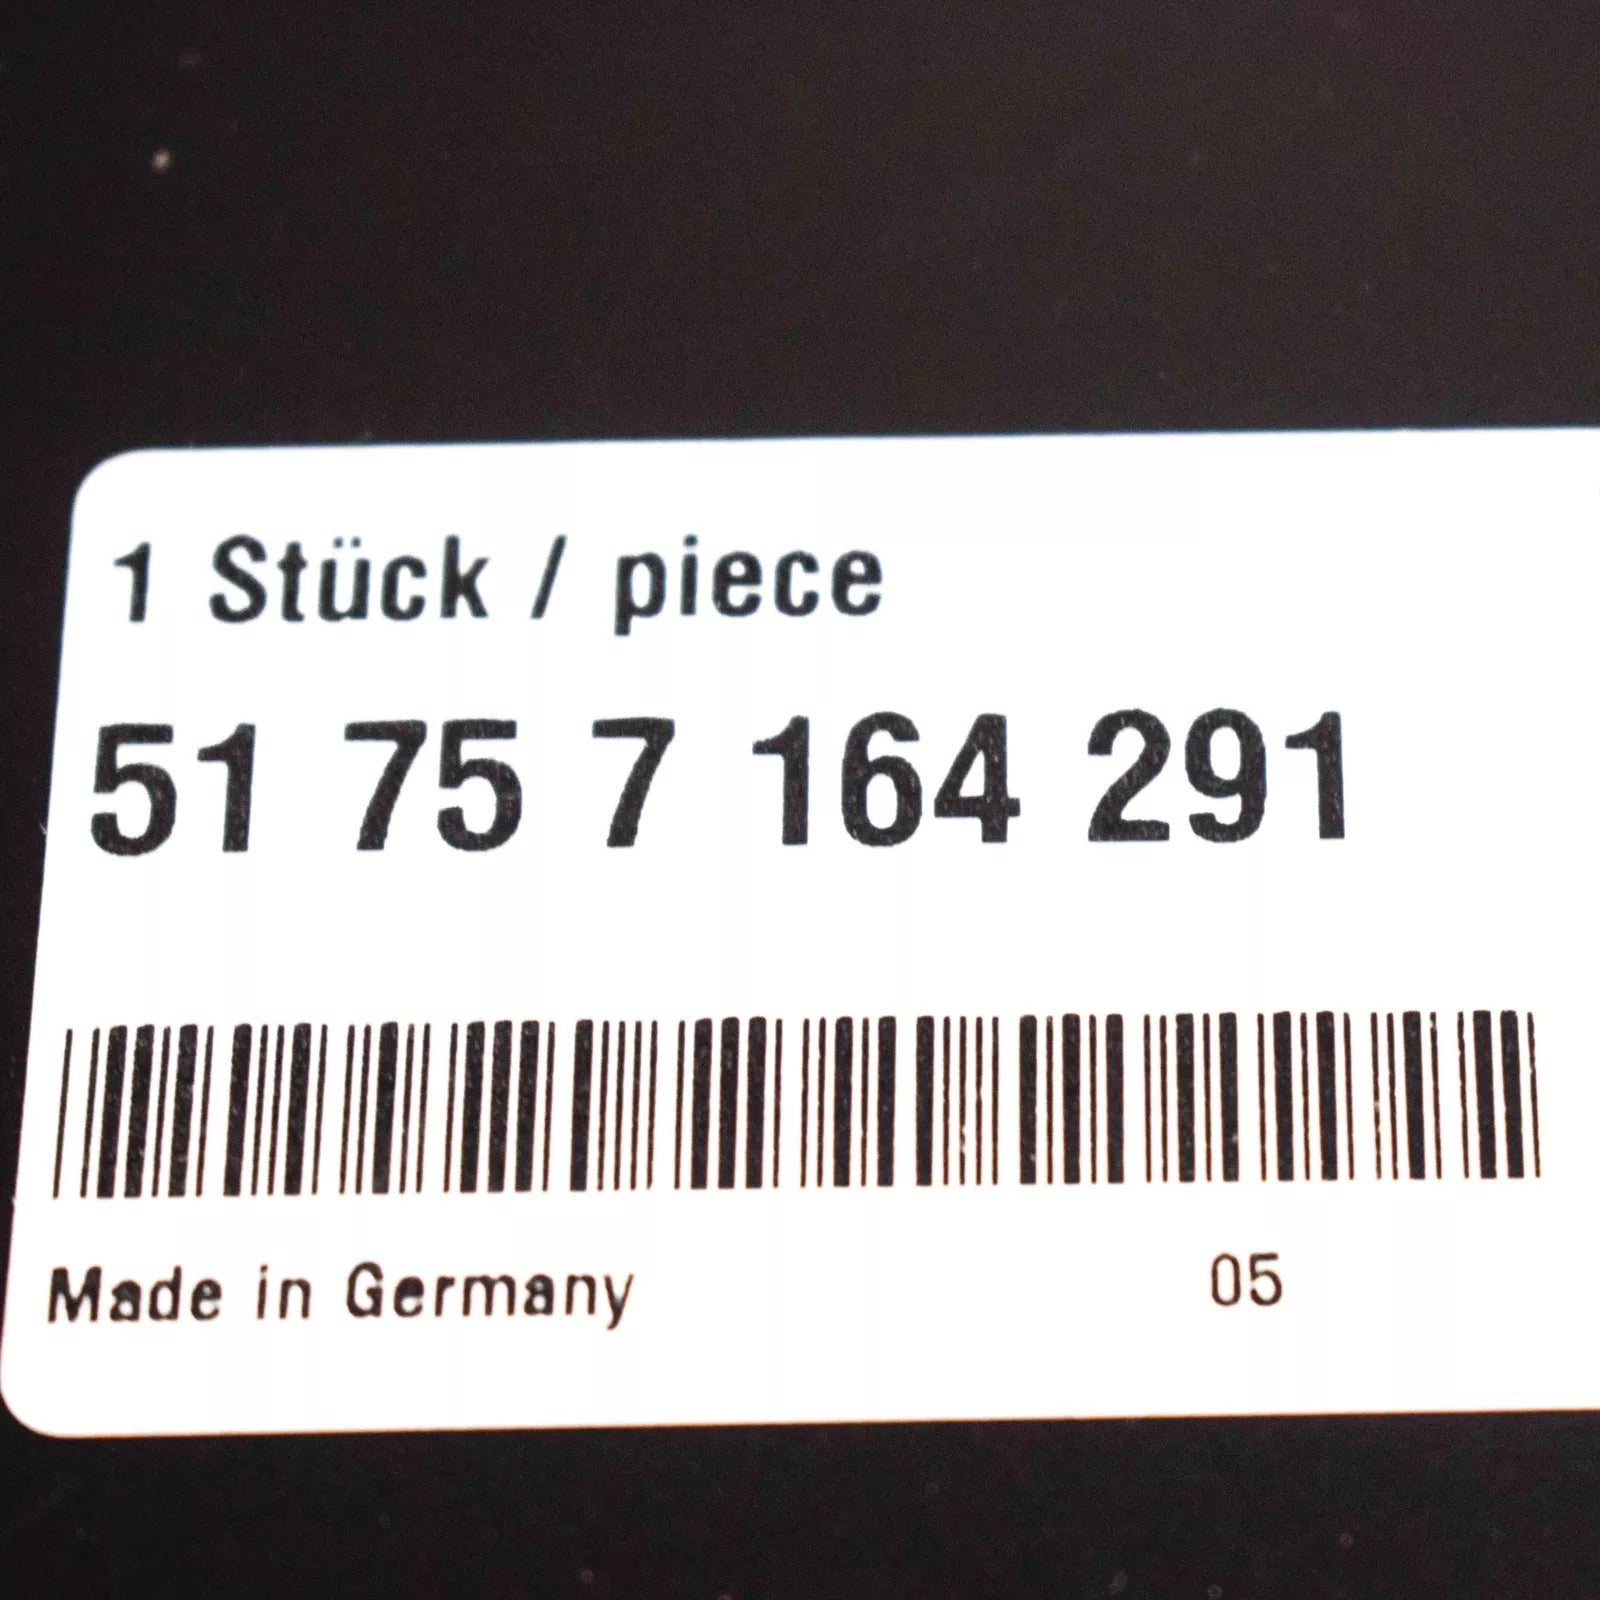 1 Stück / piece
51 75 7 164 291
Made in Germany 05